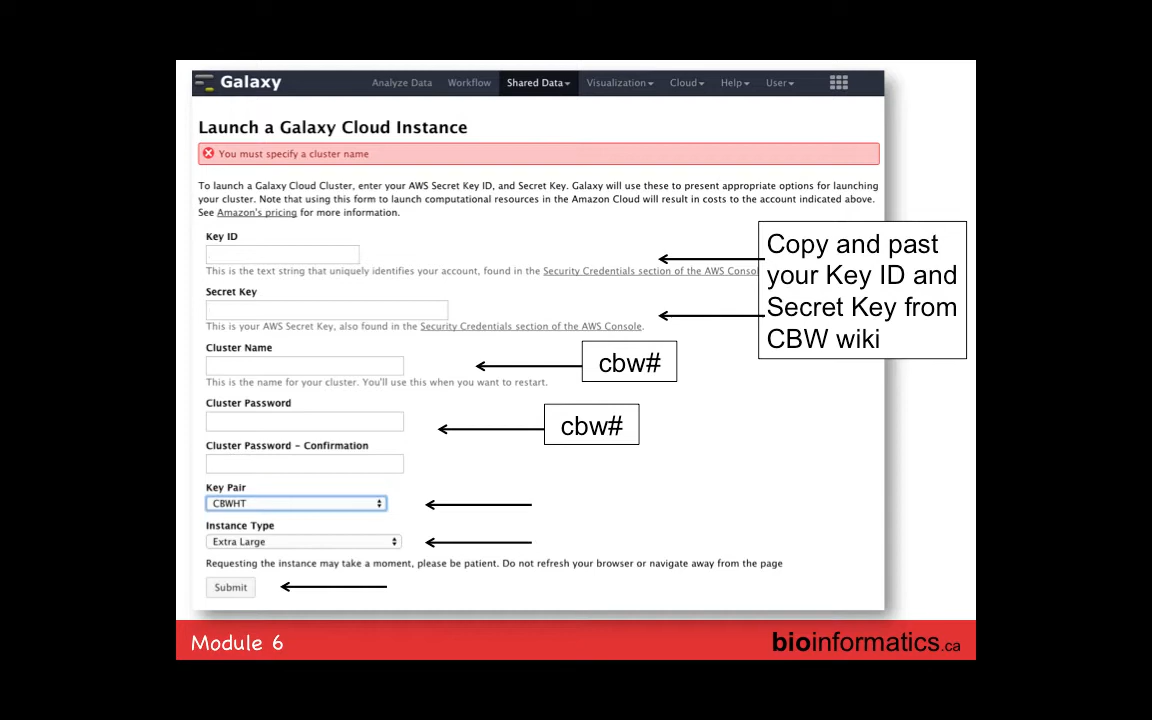 Galaxy
Analyze Data Workflow Shared Data Visualization Cloud Help User
Launch a Galaxy Cloud Instance
You must specify a cluster name
To launch a Galaxy Cloud Cluster, enter your AWS Secret Key ID, and Secret Key. Galaxy will use these to present appropriate options for launching
your cluster. Note that using this form to launch computational resources in the Amazon Cloud will result in costs to the account indicated above.
See Amazon's pricing for more information.
Key ID
This is the text string that uniquely identifies your account, found in the Security Credentials section of the AWS Consol
Copy and past
your Key ID and
Secret Key from
CBW wiki
Secret Key
This is your AWS Secret Key, also found in the Security Credentials section of the AWS Console.
Cluster Name
cbw#
This is the name for your cluster. You'll use this when you want to restart.
Cluster Password
cbw#
Cluster Password - Confirmation
Key Pair
CBWHT
Instance Type
Extra Large
Requesting the instance may take a moment, please be patient. Do not refresh your browser or navigate away from the page
Submit
Module 6
bioinformatics.ca